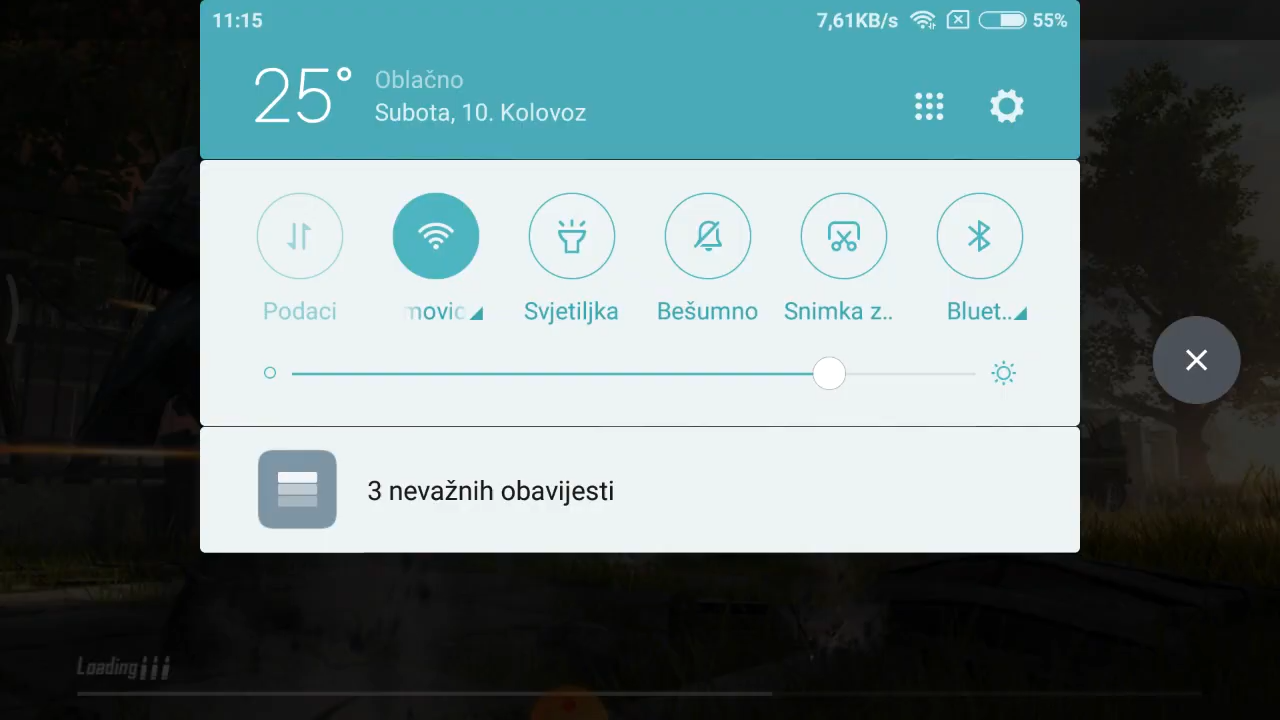 11:15
7,61KB/s
55%
25°
Oblačno
Subota, 10. Kolovoz
Podaci
movic
Svjetiljka
Bešumno
Snimka z..
Bluet..
3 nevažnih obavijesti
Loading